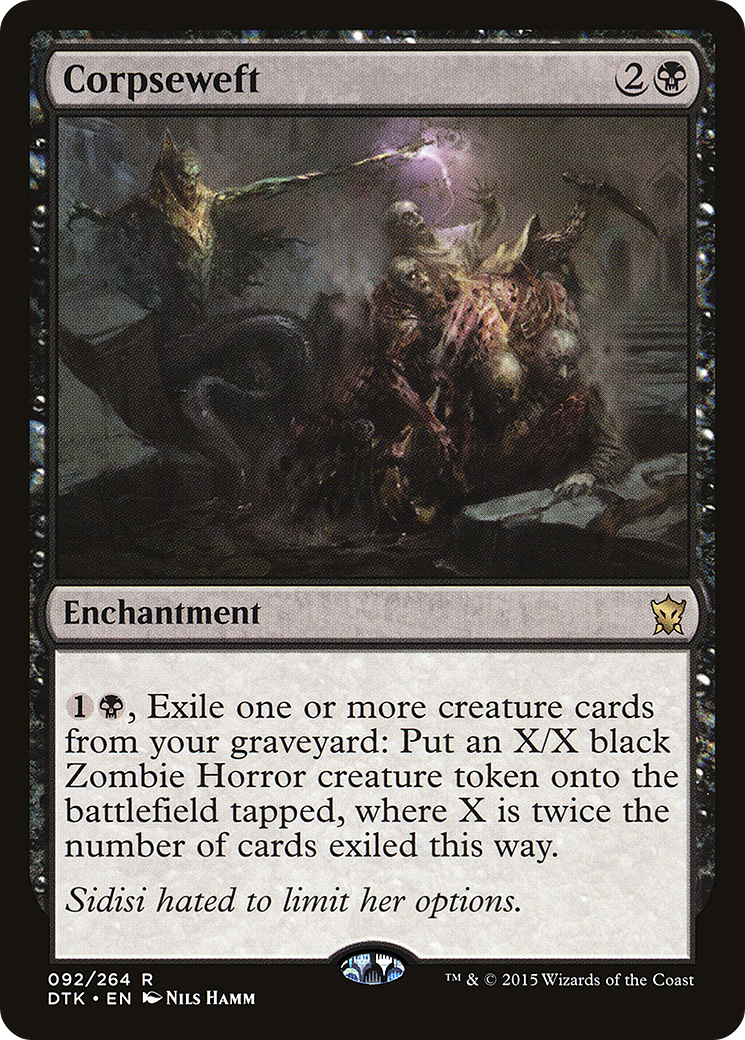 Corpseweft 2
Enchantment
1, Exile one or more creature cards
from your graveyard: Put an X/X black
Zombie Horror creature token onto the
battlefield tapped, where X is twice the
number of cards exiled this way.
Sidisi hated to limit her options.
092/264 R
DTK • EN Nils Hamm
™ & © 2015 Wizards of the Coast